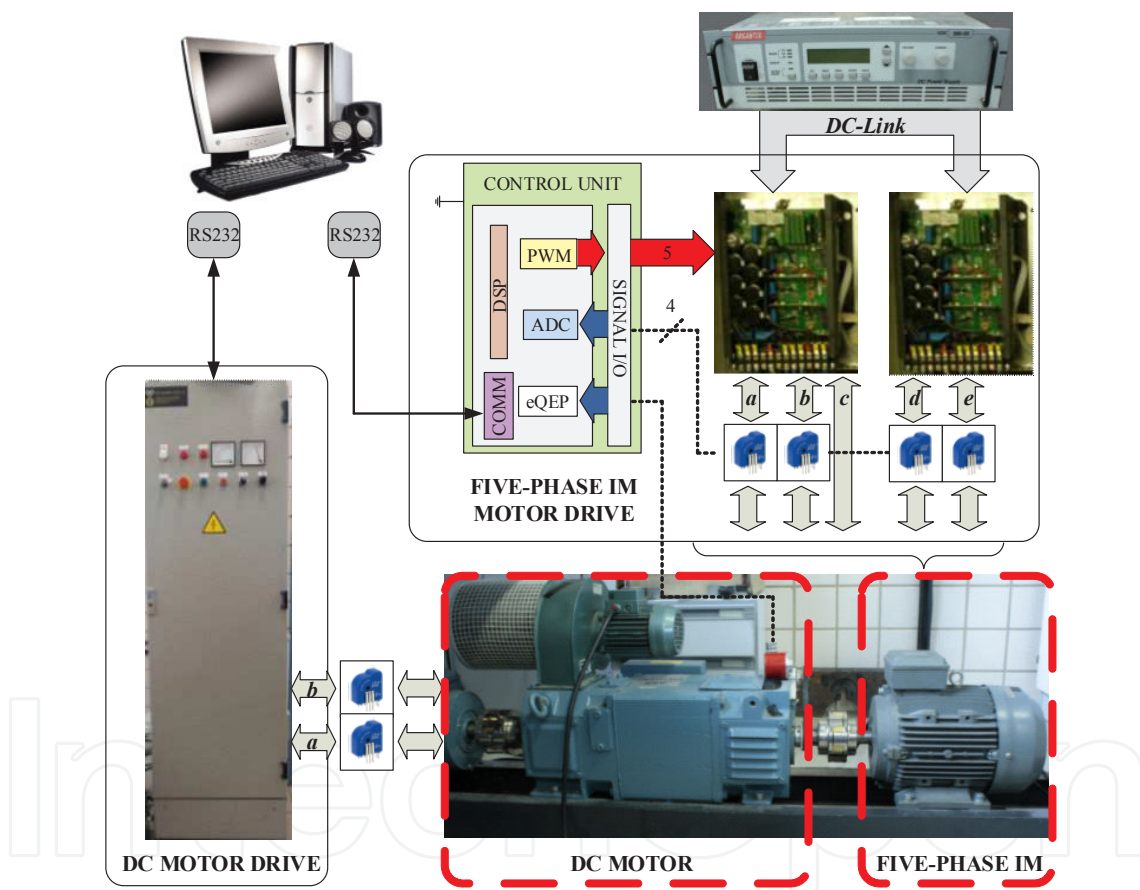 DC-Link
CONTROL UNIT
RS232
RS232
PWM
5
DSP
SIGNAL I/O
4
ADC
COMM
eQEP
a
b
c
d
e
FIVE-PHASE IM
MOTOR DRIVE
b
a
DC MOTOR DRIVE
DC MOTOR
FIVE-PHASE IM